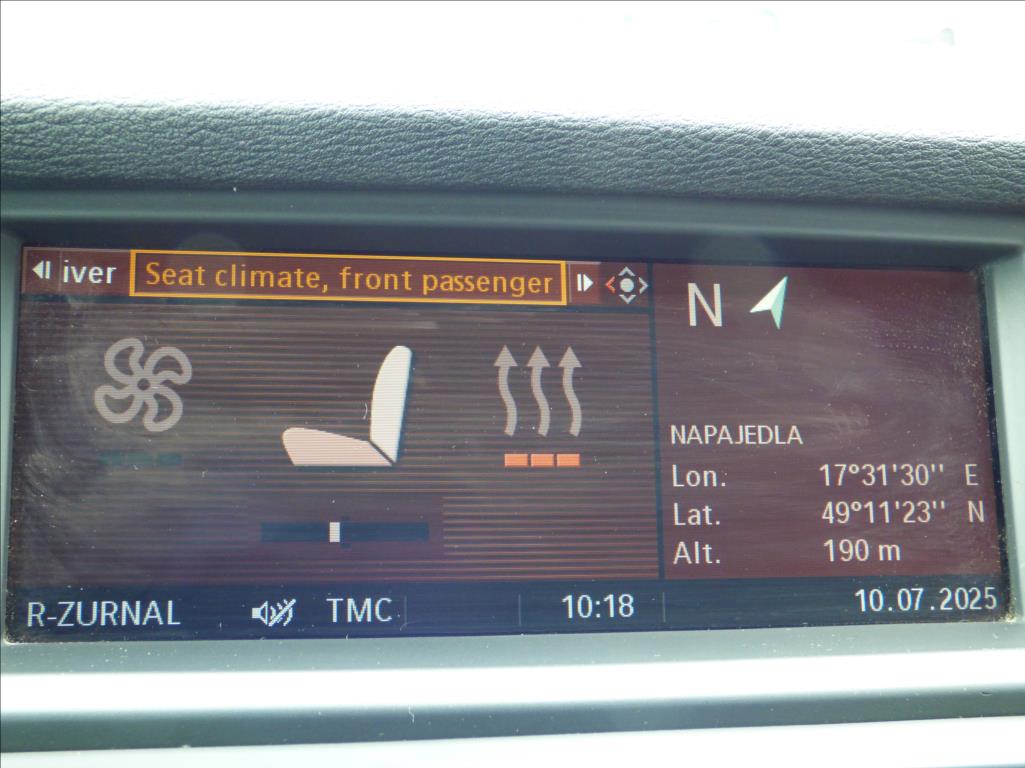 iver Seat climate, front passenger
N
NAPAJEDLA
Lon. 17°31'30'' E
Lat. 49°11'23'' N
Alt. 190 m
R-ZURNAL TMC 10:18 10.07.2025